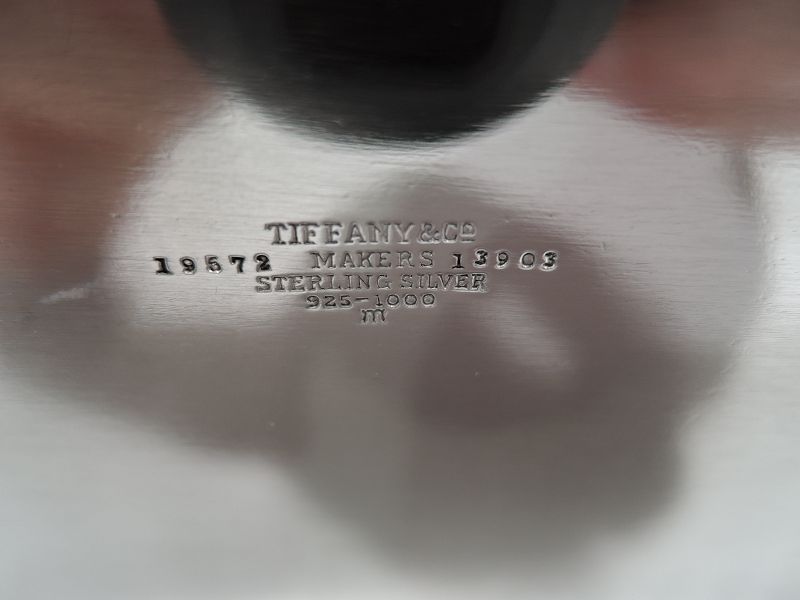 TIFFANY & Co
19572 MAKERS 13903
STERLING SILVER
925-1000
m